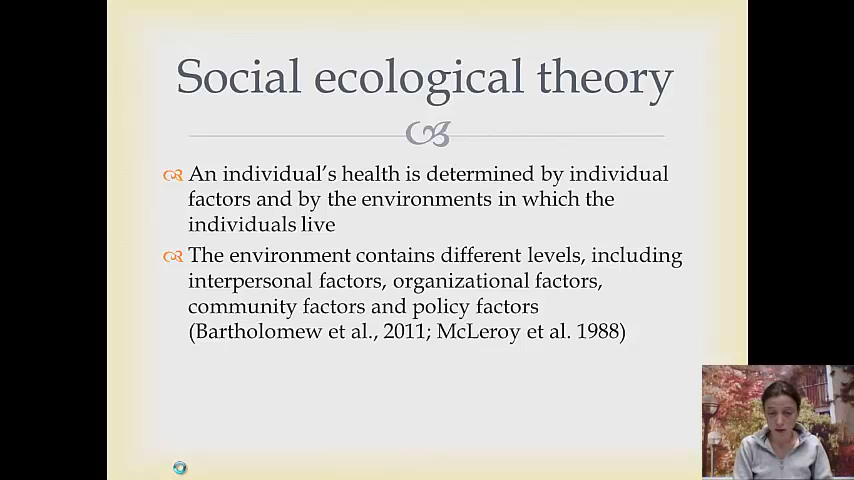 Social ecological theory
An individual's health is determined by individual
factors and by the environments in which the
individuals live
The environment contains different levels, including
interpersonal factors, organizational factors,
community factors and policy factors
(Bartholomew et al., 2011; McLeroy et al. 1988)